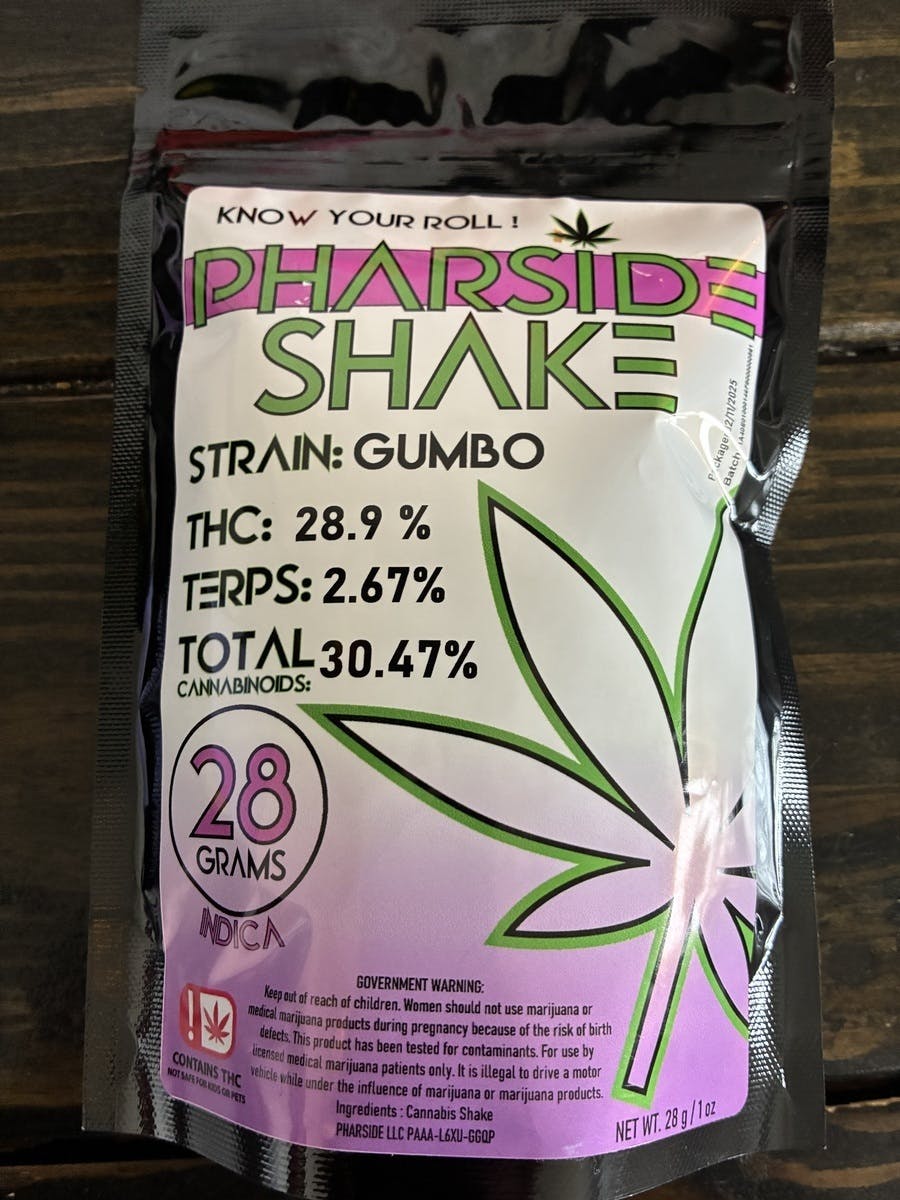 KNOW YOUR ROLL !
PHARSIDE
SHAKE
STRAIN: GUMBO
THC: 28.9 %
TERPS: 2.67%
TOTAL
CANNABINOIDS: 30.47%
28
GRAMS
INDICA
12/11/2025
Batch
GOVERNMENT WARNING:
Keep out of reach of children. Women should not use marijuana or
medical marijuana products during pregnancy because of the risk of birth
defects. This product has been tested for contaminants. For use by
licensed medical marijuana patients only. It is illegal to drive a motor
vehicle while under the influence of marijuana or marijuana products.
Ingredients : Cannabis Shake
PHARSIDE LLC PAAA-L6XU-GGQP
!
CONTAINS THC
NOT SAFE FOR KIDS OR PETS
NET WT. 28 g / 1 oz